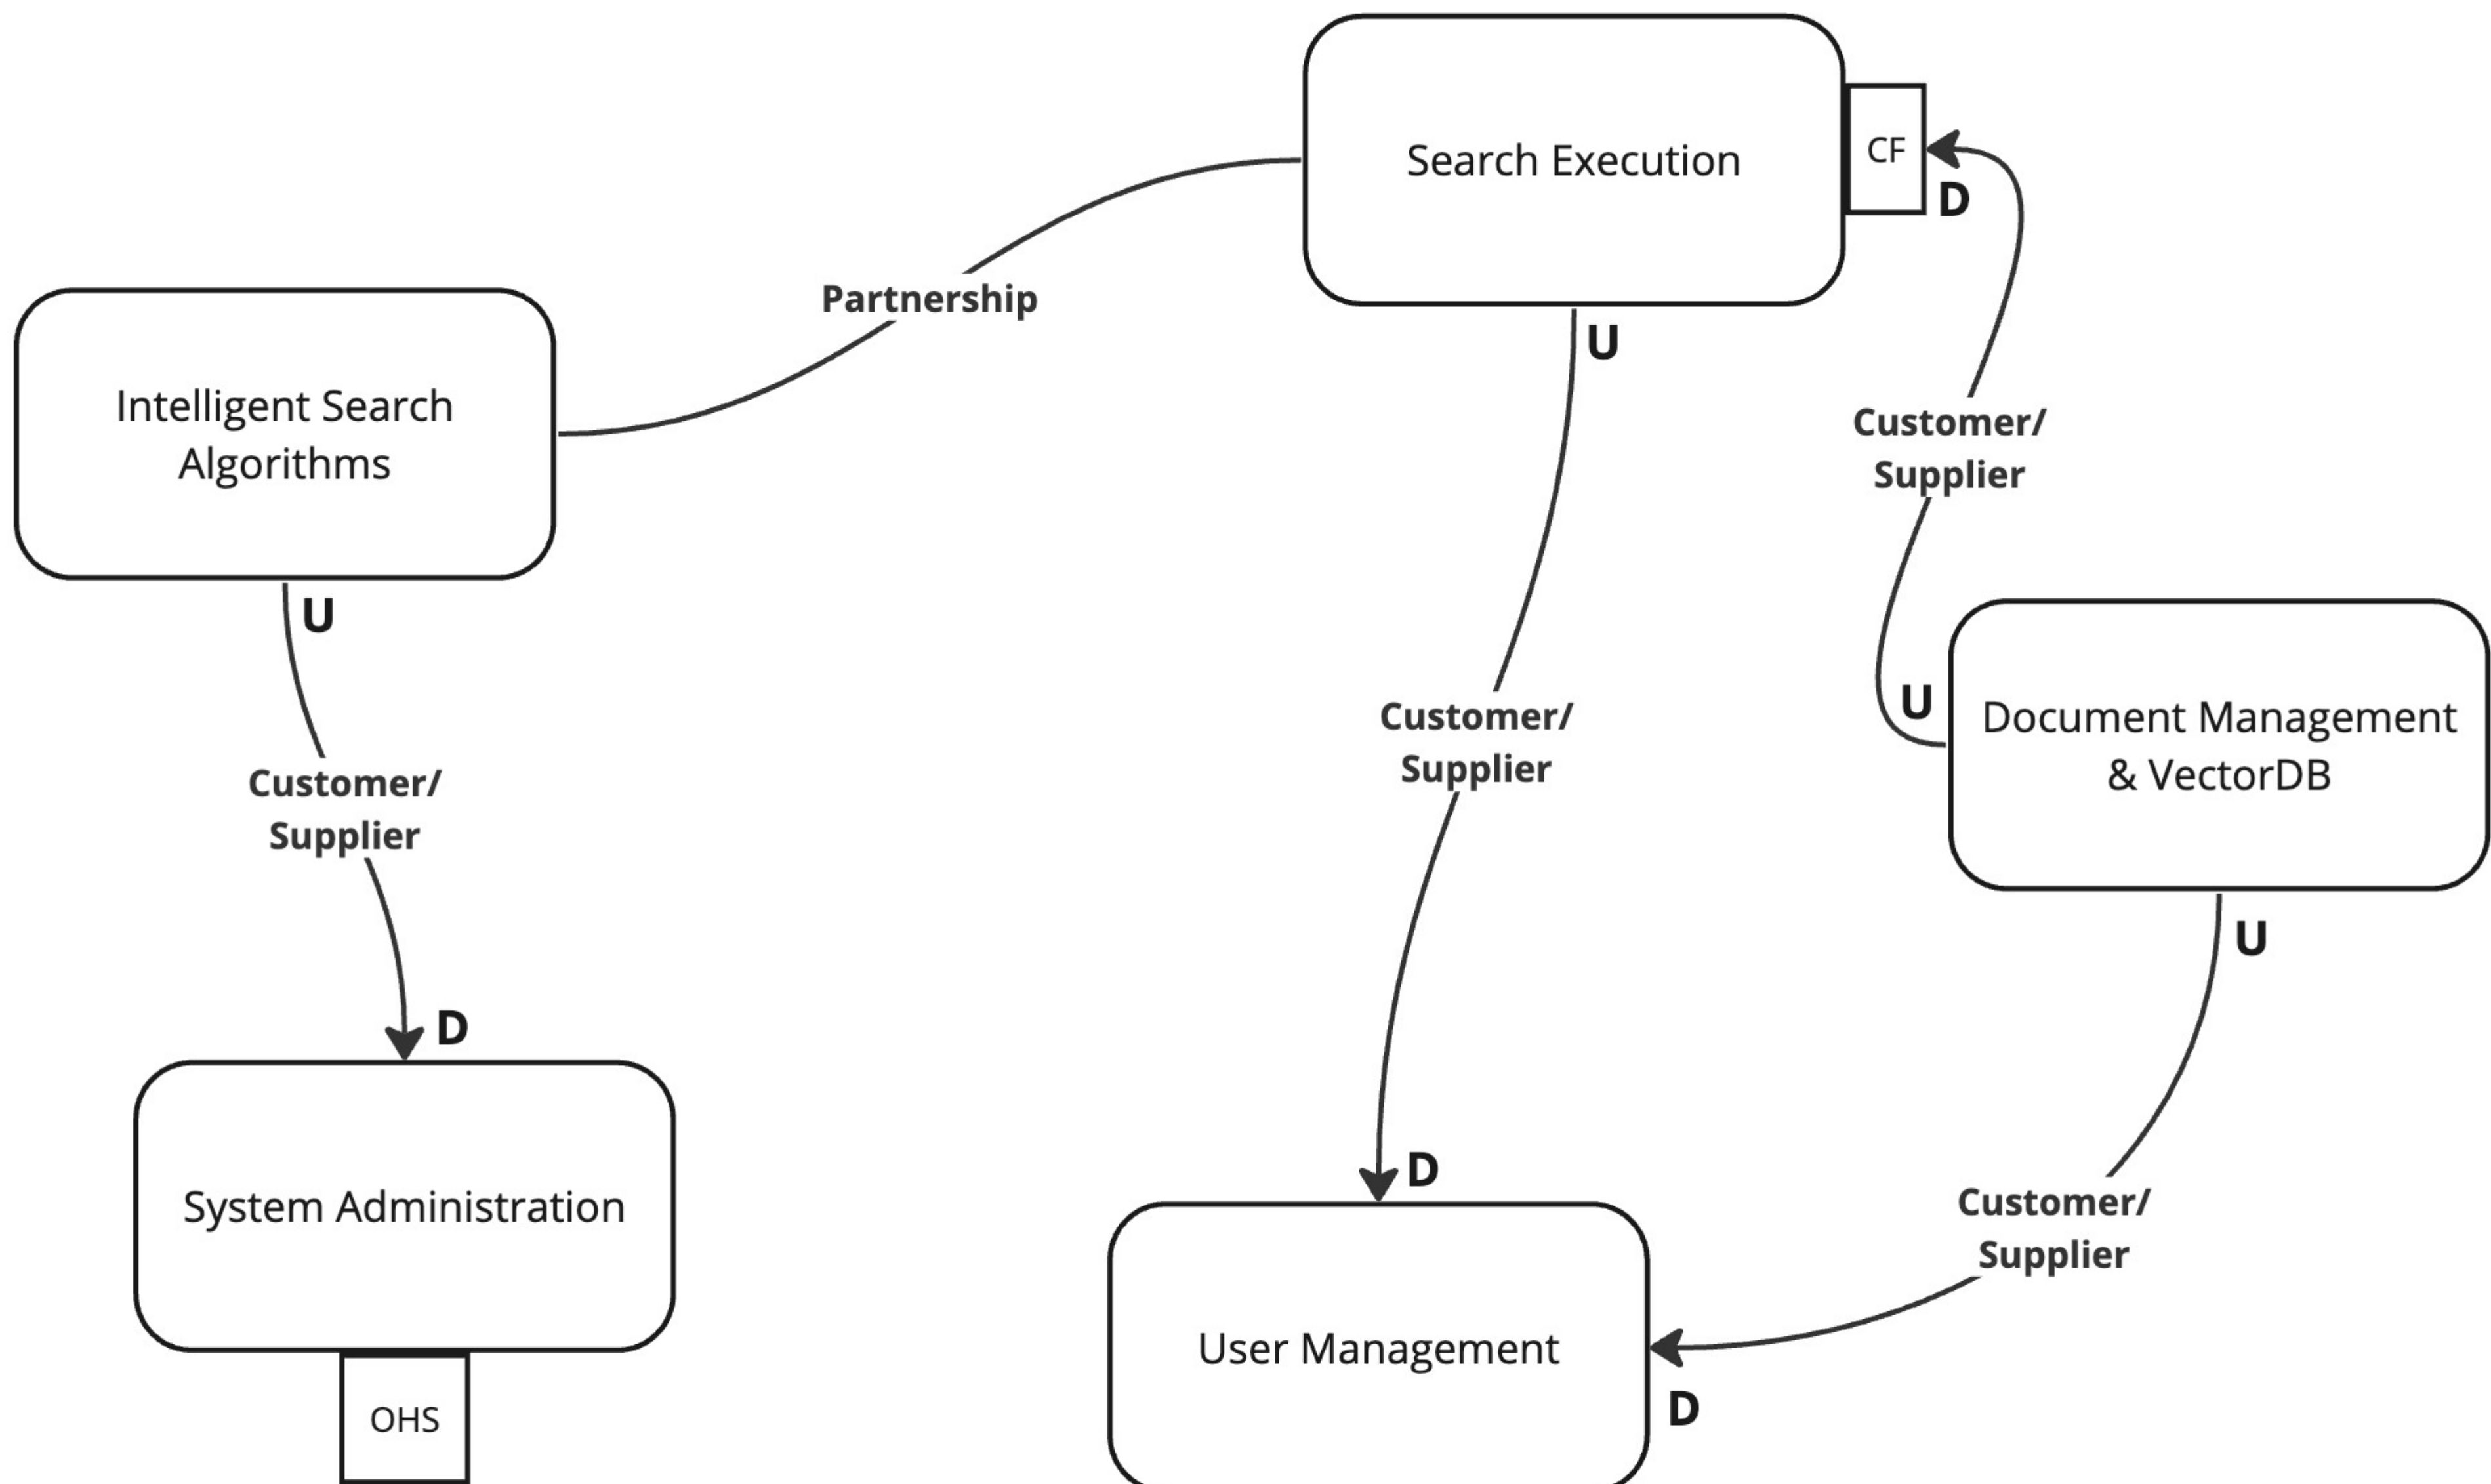 Search Execution
CF
D
U
Partnership
Intelligent Search
Algorithms
U
Customer/
Supplier
D
System Administration
OHS
Customer/
Supplier
D
User Management
D
Customer/
Supplier
U
Document Management
& VectorDB
U
Customer/
Supplier